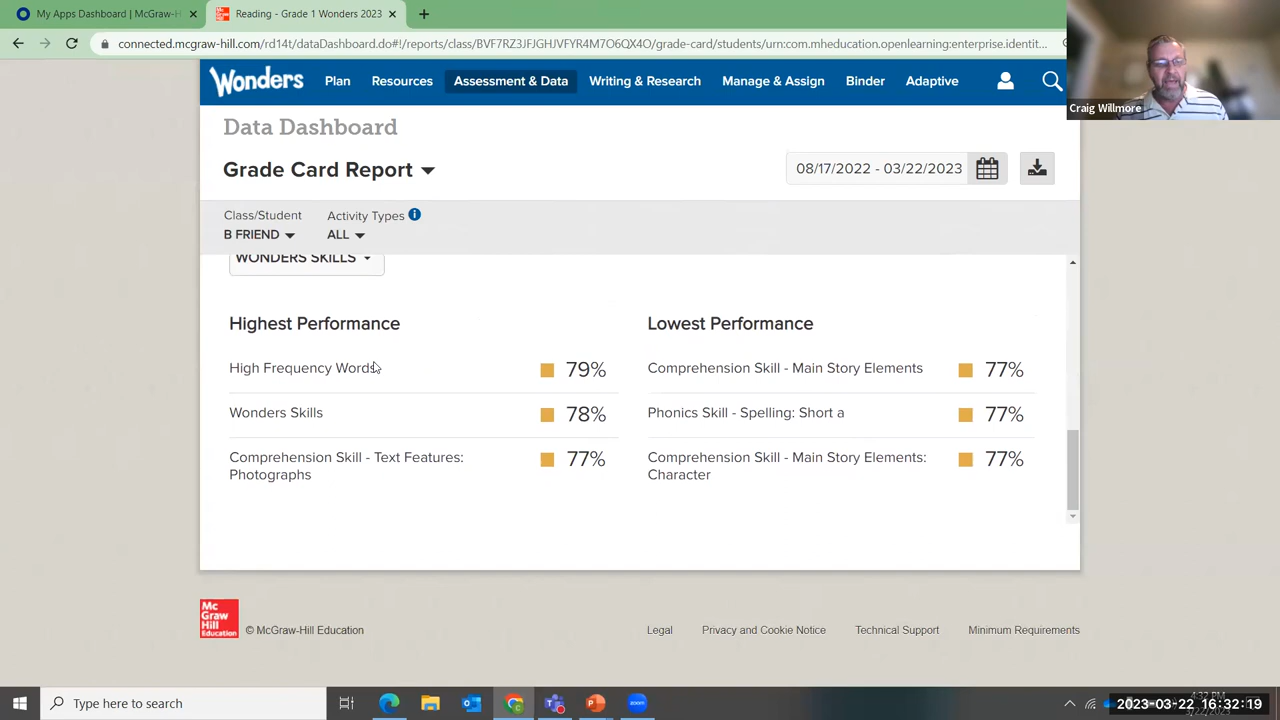 My Apps Dashboard | McGraw-H
Reading - Grade 1 Wonders 2023
connected.mcgraw-hill.com/rd14t/dataDashboard.do#!/reports/class/BVF7RZ3JFJGHJVFYR4M7O6QX4O/grade-card/students/urn:com.mheducation.openlearning:enterprise.identit...
Wonders Plan Resources Assessment & Data Writing & Research Manage & Assign Binder Adaptive
Craig Willmore
Data Dashboard
Grade Card Report
08/17/2022 - 03/22/2023
Class/Student Activity Types
B FRIEND ALL
WONDERS SKILLS
Highest Performance Lowest Performance
High Frequency Words 79% Comprehension Skill - Main Story Elements 77%
Wonders Skills 78% Phonics Skill - Spelling: Short a 77%
Comprehension Skill - Text Features: 77% Comprehension Skill - Main Story Elements: 77%
Photographs Character
Mc
Graw
Hill
Education
© McGraw-Hill Education Legal Privacy and Cookie Notice Technical Support Minimum Requirements
Type here to search
zoom
4:32 PM
2023-03-22 16:32:19